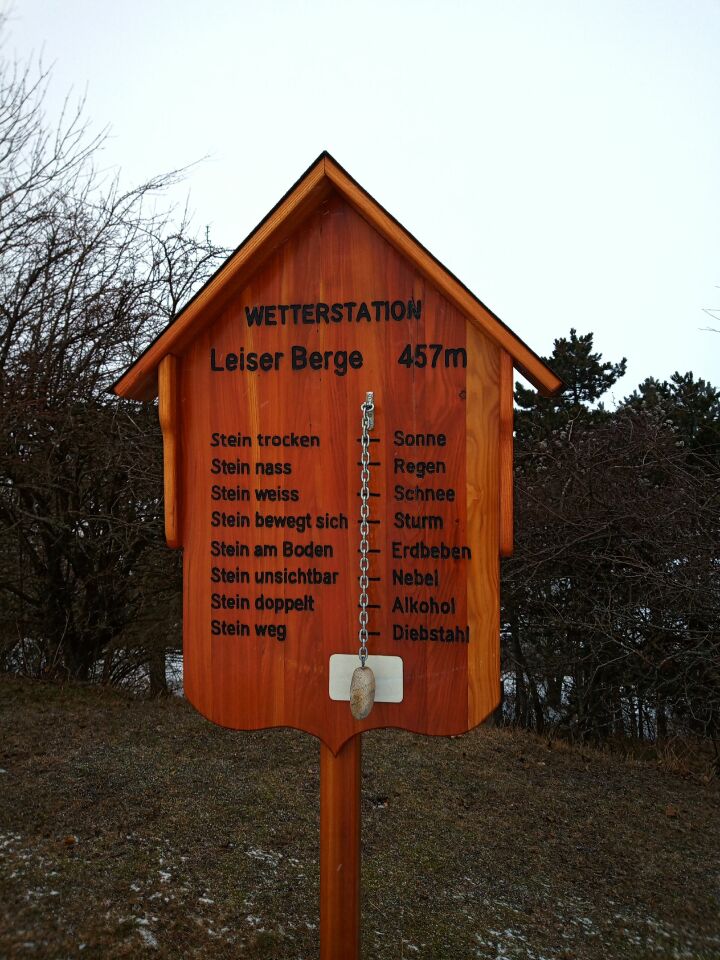 WETTERSTATION
Leiser Berge 457m
Stein trocken - Sonne
Stein nass - Regen
Stein weiss - Schnee
Stein bewegt sich - Sturm
Stein am Boden - Erdbeben
Stein unsichtbar - Nebel
Stein doppelt - Alkohol
Stein weg - Diebstahl